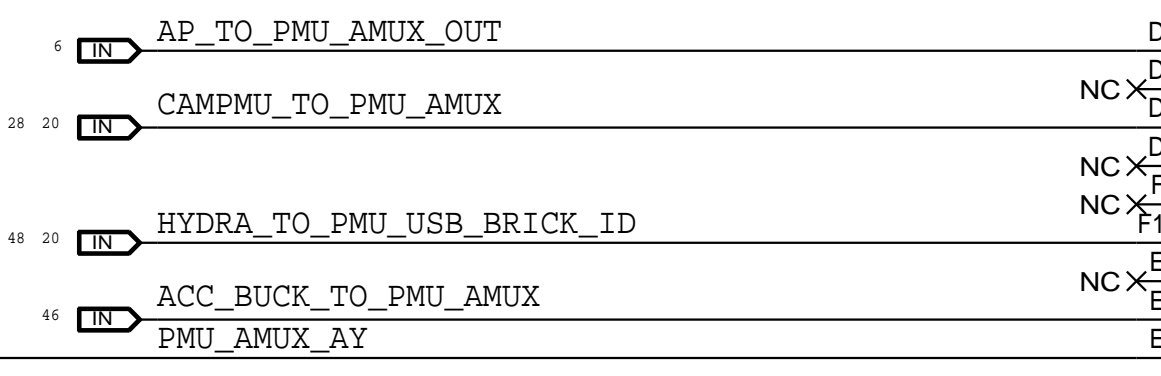 AP_TO_PMU_AMUX_OUT D
6 IN
NC D
CAMPMU_TO_PMU_AMUX D
28 20 IN
NC D
NC F
HYDRA_TO_PMU_USB_BRICK_ID F1
48 20 IN
NC E
ACC_BUCK_TO_PMU_AMUX E
46 IN
PMU_AMUX_AY E